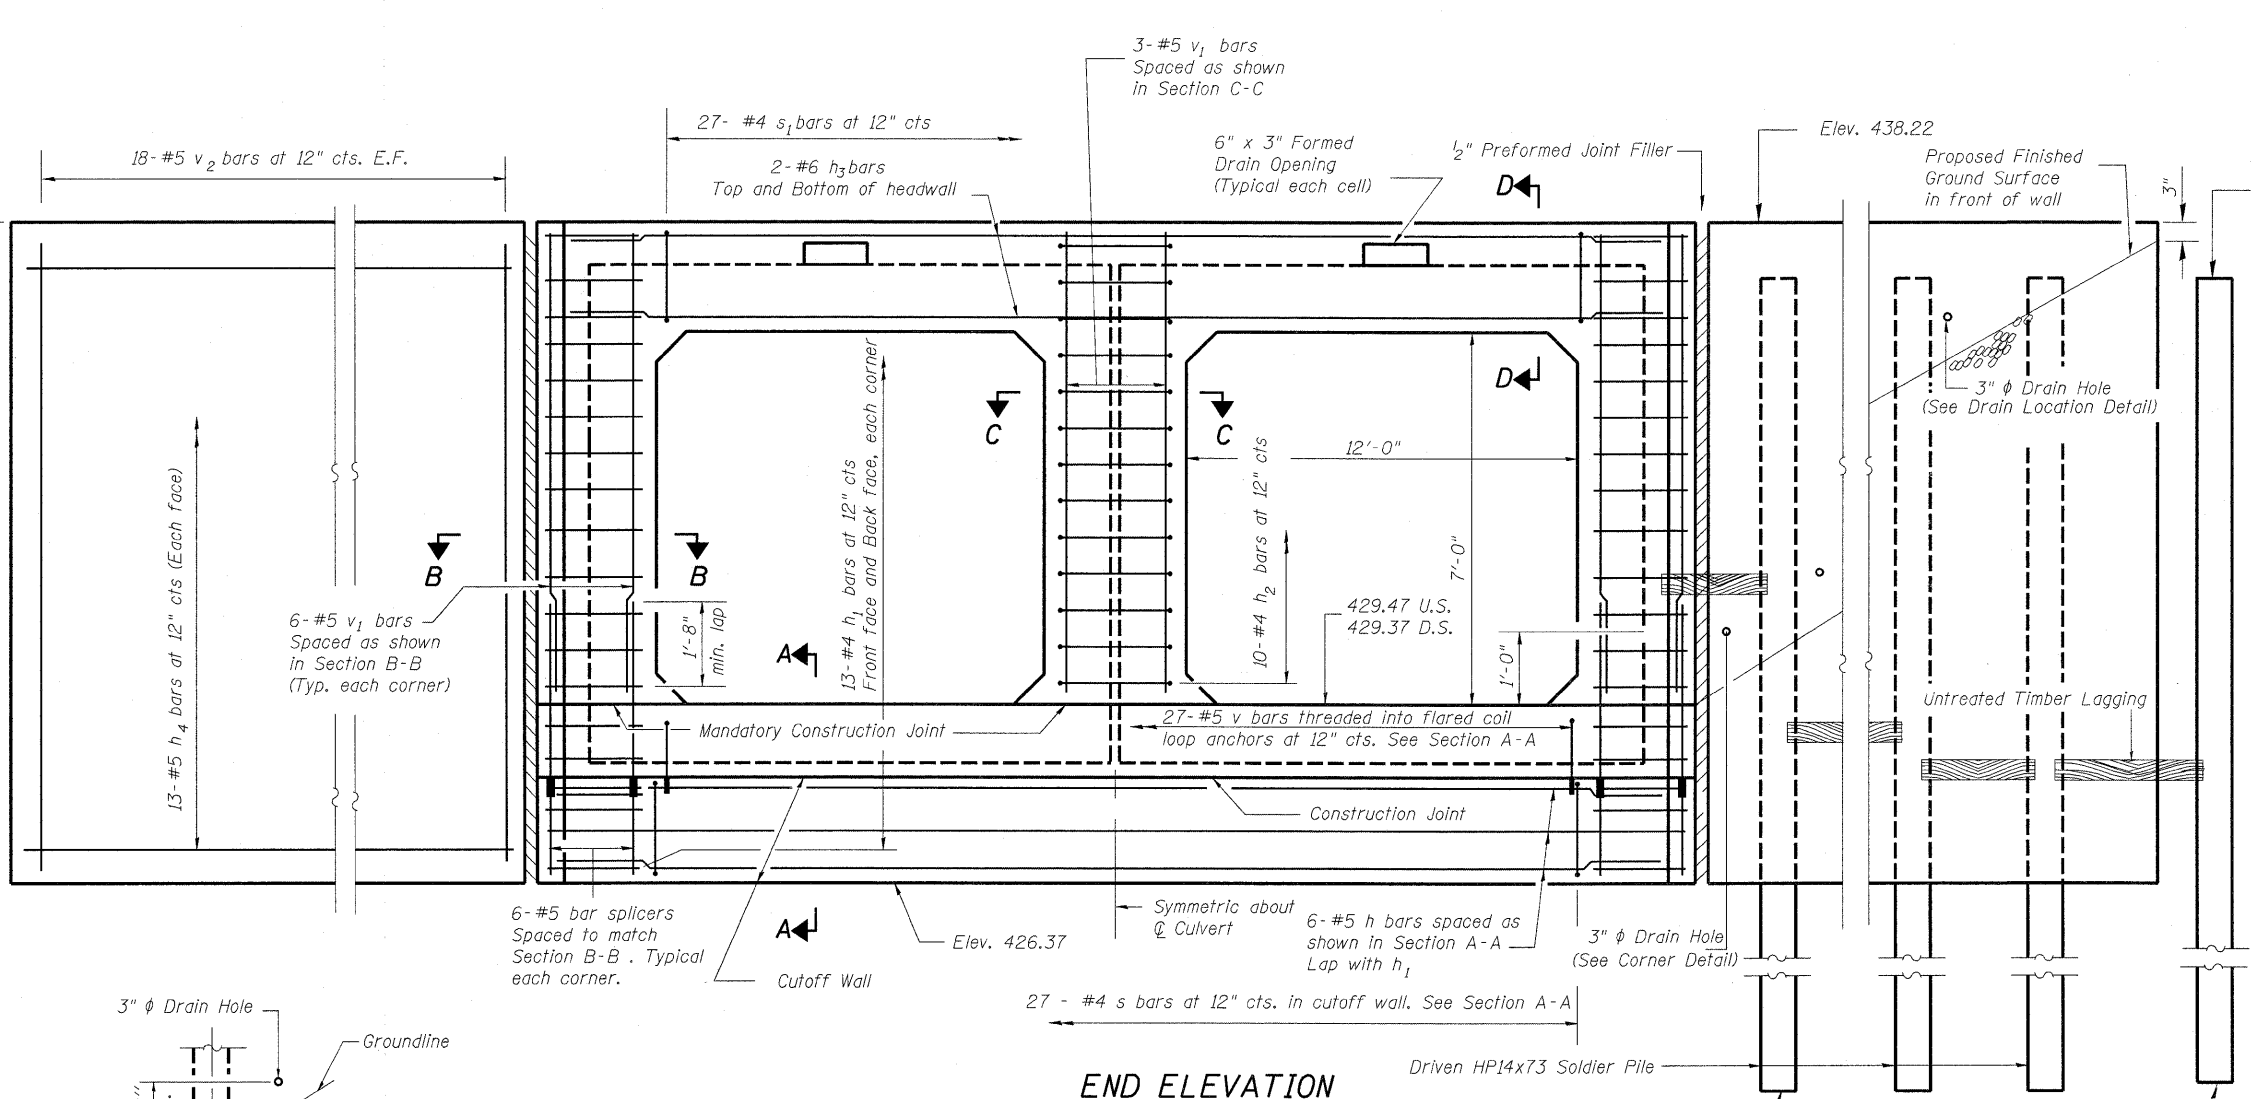 3-#5 v1 bars
Spaced as shown
in Section C-C
27- #4 s1 bars at 12" cts
6" x 3" Formed
Drain Opening
(Typical each cell)
1/2" Preformed Joint Filler
Elev. 438.22
18-#5 v2 bars at 12" cts. E.F.
2-#6 h3 bars
Top and Bottom of headwall
D
Proposed Finished
Ground Surface
in front of wall
3"
13-#5 h4 bars at 12" cts (Each face)
B
B
6-#5 v1 bars
Spaced as shown
in Section B-B
(Typ. each corner)
1'-8"
min. lap
A
13-#4 h1 bars at 12" cts
Front face and Back face, each corner
C
C
D
12'-0"
10-#4 h2 bars at 12" cts
7'-0"
429.47 U.S.
429.37 D.S.
1'-0"
3" ϕ Drain Hole
(See Drain Location Detail)
Untreated Timber Lagging
Mandatory Construction Joint
27-#5 v bars threaded into flared coil
loop anchors at 12" cts. See Section A-A
Construction Joint
6-#5 bar splicers
Spaced to match
Section B-B . Typical
each corner.
A
Cutoff Wall
Elev. 426.37
Symmetric about
℄ Culvert
6-#5 h bars spaced as
shown in Section A-A
Lap with h1
3" ϕ Drain Hole
(See Corner Detail)
27 - #4 s bars at 12" cts. in cutoff wall. See Section A-A
3" ϕ Drain Hole
Groundline
END ELEVATION
Driven HP14x73 Soldier Pile